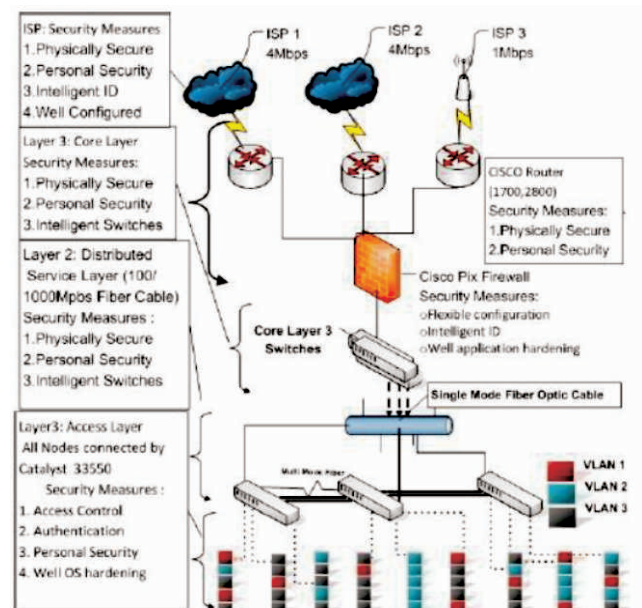 ISP: Security Measures
1.Physically Secure
2.Personal Security
3.Intelligent ID
4.Well Configured
Layer 3: Core Layer
Security Measures:
1.Physically Secure
2.Personal Security
3.Intelligent Switches
Layer 2: Distributed
Service Layer (100/
1000Mpbs Fiber Cable)
Security Measures :
1.Physically Secure
2.Personal Security
3.Intelligent Switches
Layer3: Access Layer
All Nodes connected by
Catalyst 33550
Security Measures :
1. Access Control
2. Authentication
3. Personal Security
4. Well OS hardening
ISP 1
4Mbps
ISP 2
4Mbps
ISP 3
1Mbps
CISCO Router
(1700,2800)
Security Measures:
1.Physically Secure
2.Personal Security
Cisco Pix Firewall
Security Measures:
oFlexible configuration
oIntelligent ID
oWell application hardening
Core Layer 3
Switches
Single Mode Fiber Optic Cable
Multi Mode Fiber
VLAN 1
VLAN 2
VLAN 3